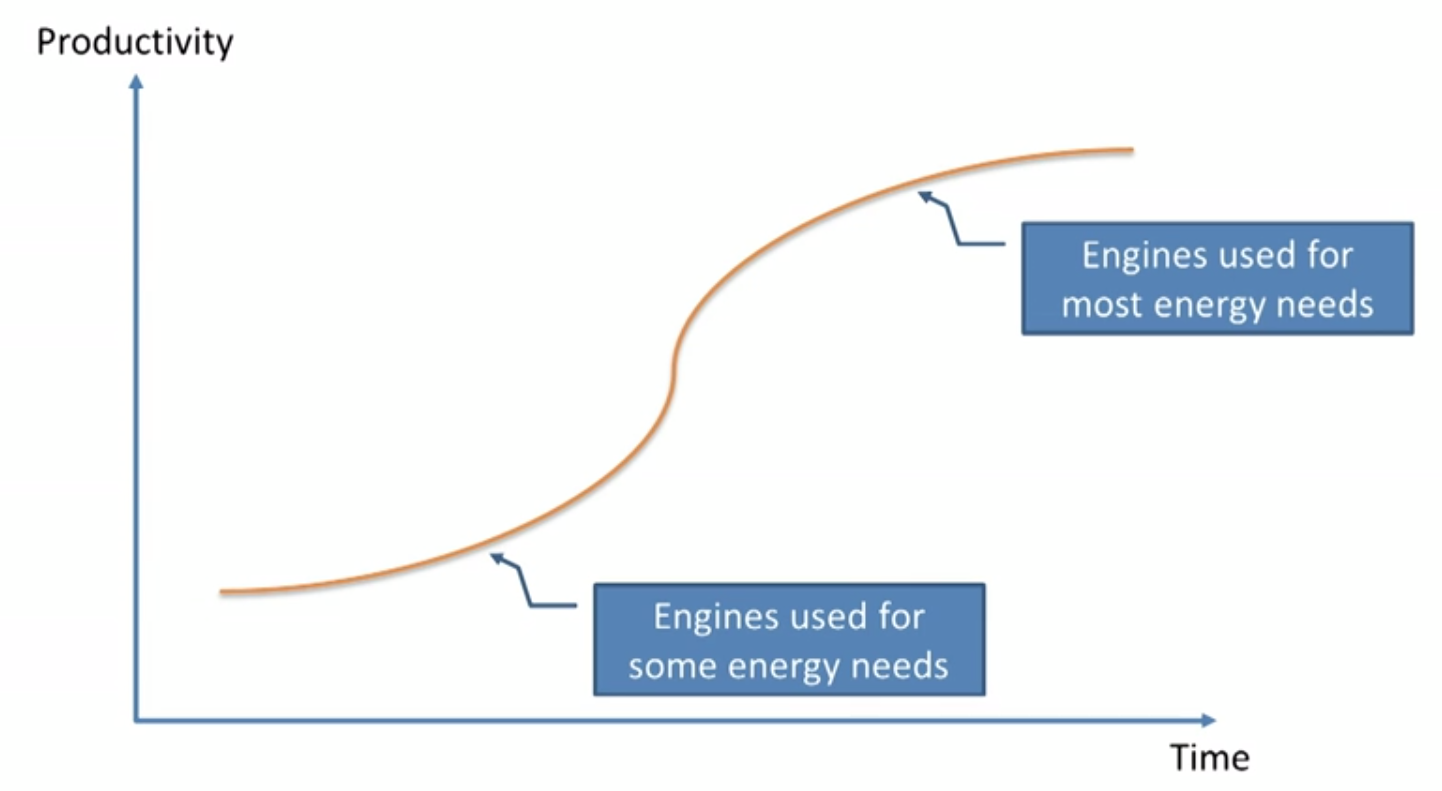 Productivity
Engines used for
most energy needs
Engines used for
some energy needs
Time